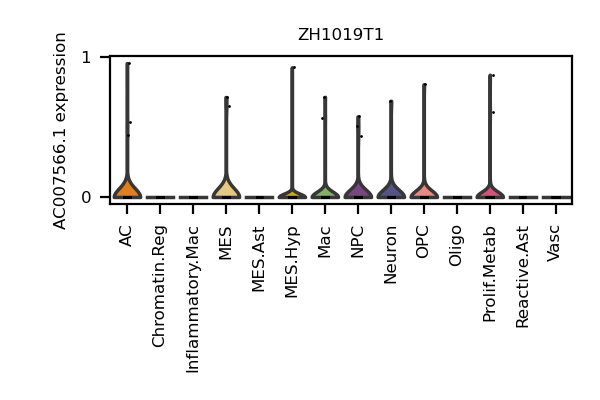 ZH1019T1
AC007566.1 expression
1
0
AC
Chromatin.Reg
Inflammatory.Mac
MES
MES.Ast
MES.Hyp
Mac
NPC
Neuron
OPC
Oligo
Prolif.Metab
Reactive.Ast
Vasc